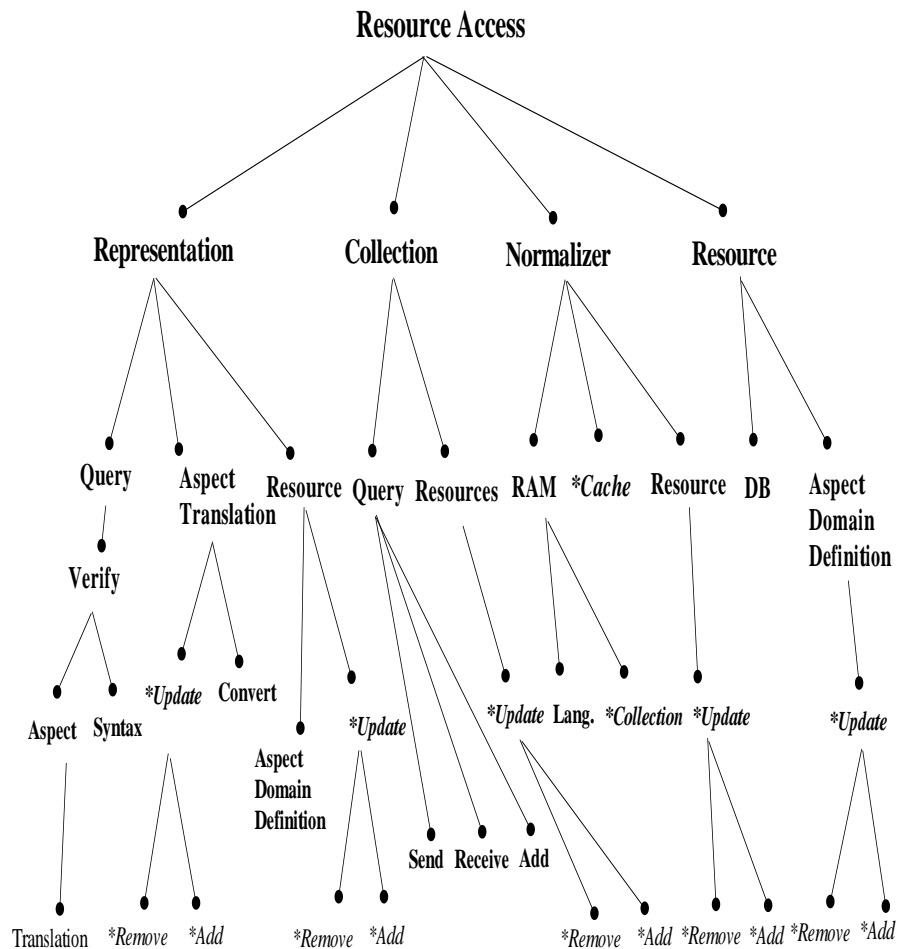 Resource Access
Representation Collection Normalizer Resource
Query Aspect Translation Resource Query Resources RAM *Cache Resource DB Aspect Domain Definition
Verify
Aspect Syntax *Update Convert *Update *Update Lang. *Collection *Update *Update
Aspect Domain Definition
Send Receive Add
Translation *Remove *Add *Remove *Add *Remove *Add *Remove *Add *Remove *Add